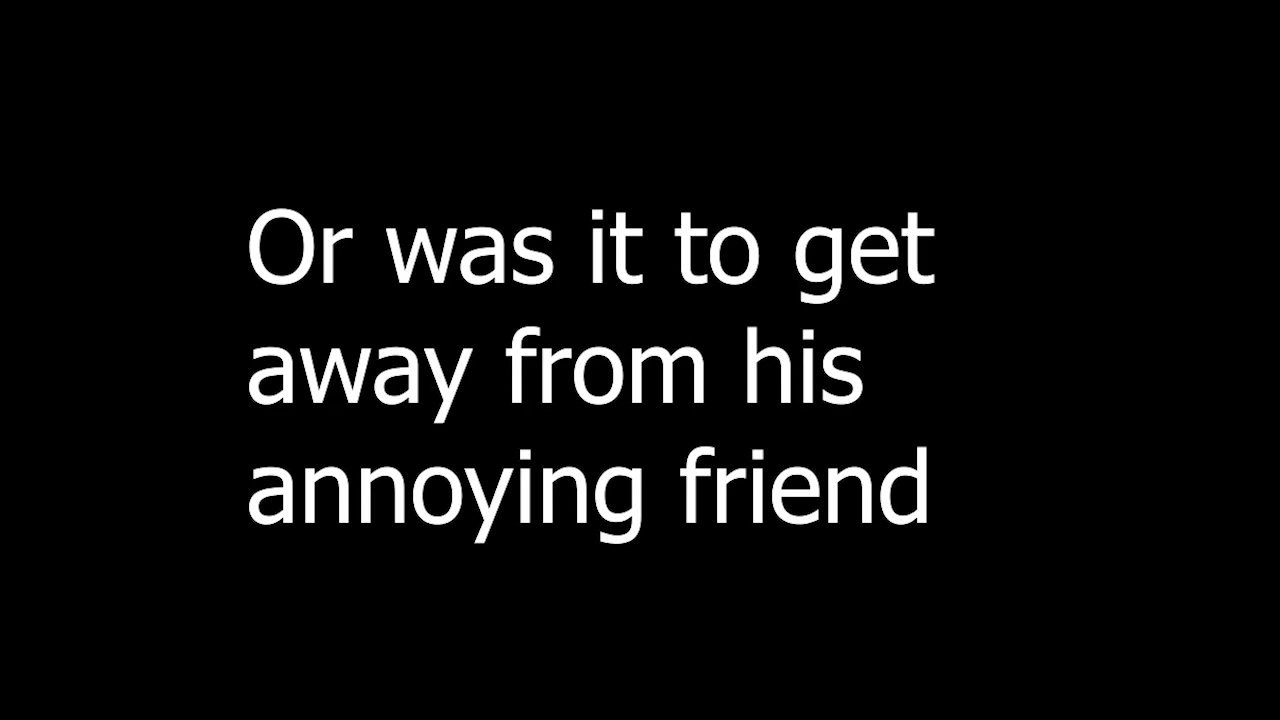 Or was it to get
away from his
annoying friend